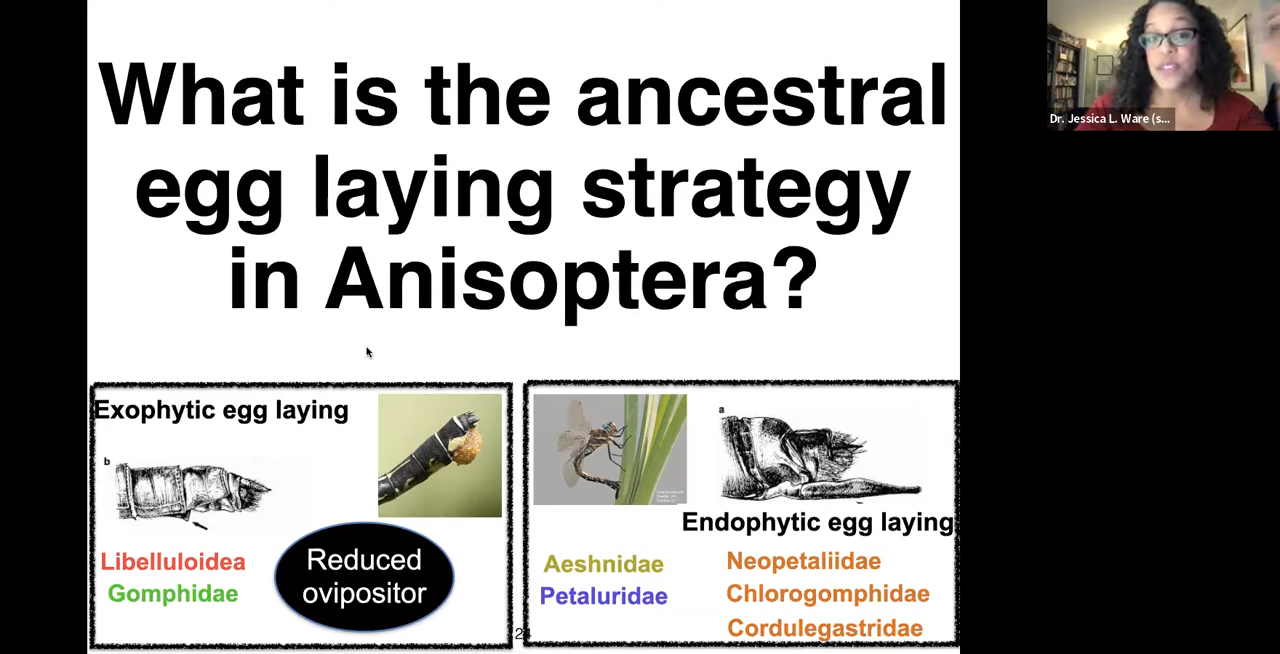 What is the ancestral
egg laying strategy
in Anisoptera?
Dr. Jessica L. Ware (s...
Exophytic egg laying
b
Libelluloidea
Gomphidae
Reduced
ovipositor
a
Endophytic egg laying
Aeshnidae
Petaluridae
Neopetaliidae
Chlorogomphidae
Cordulegastridae